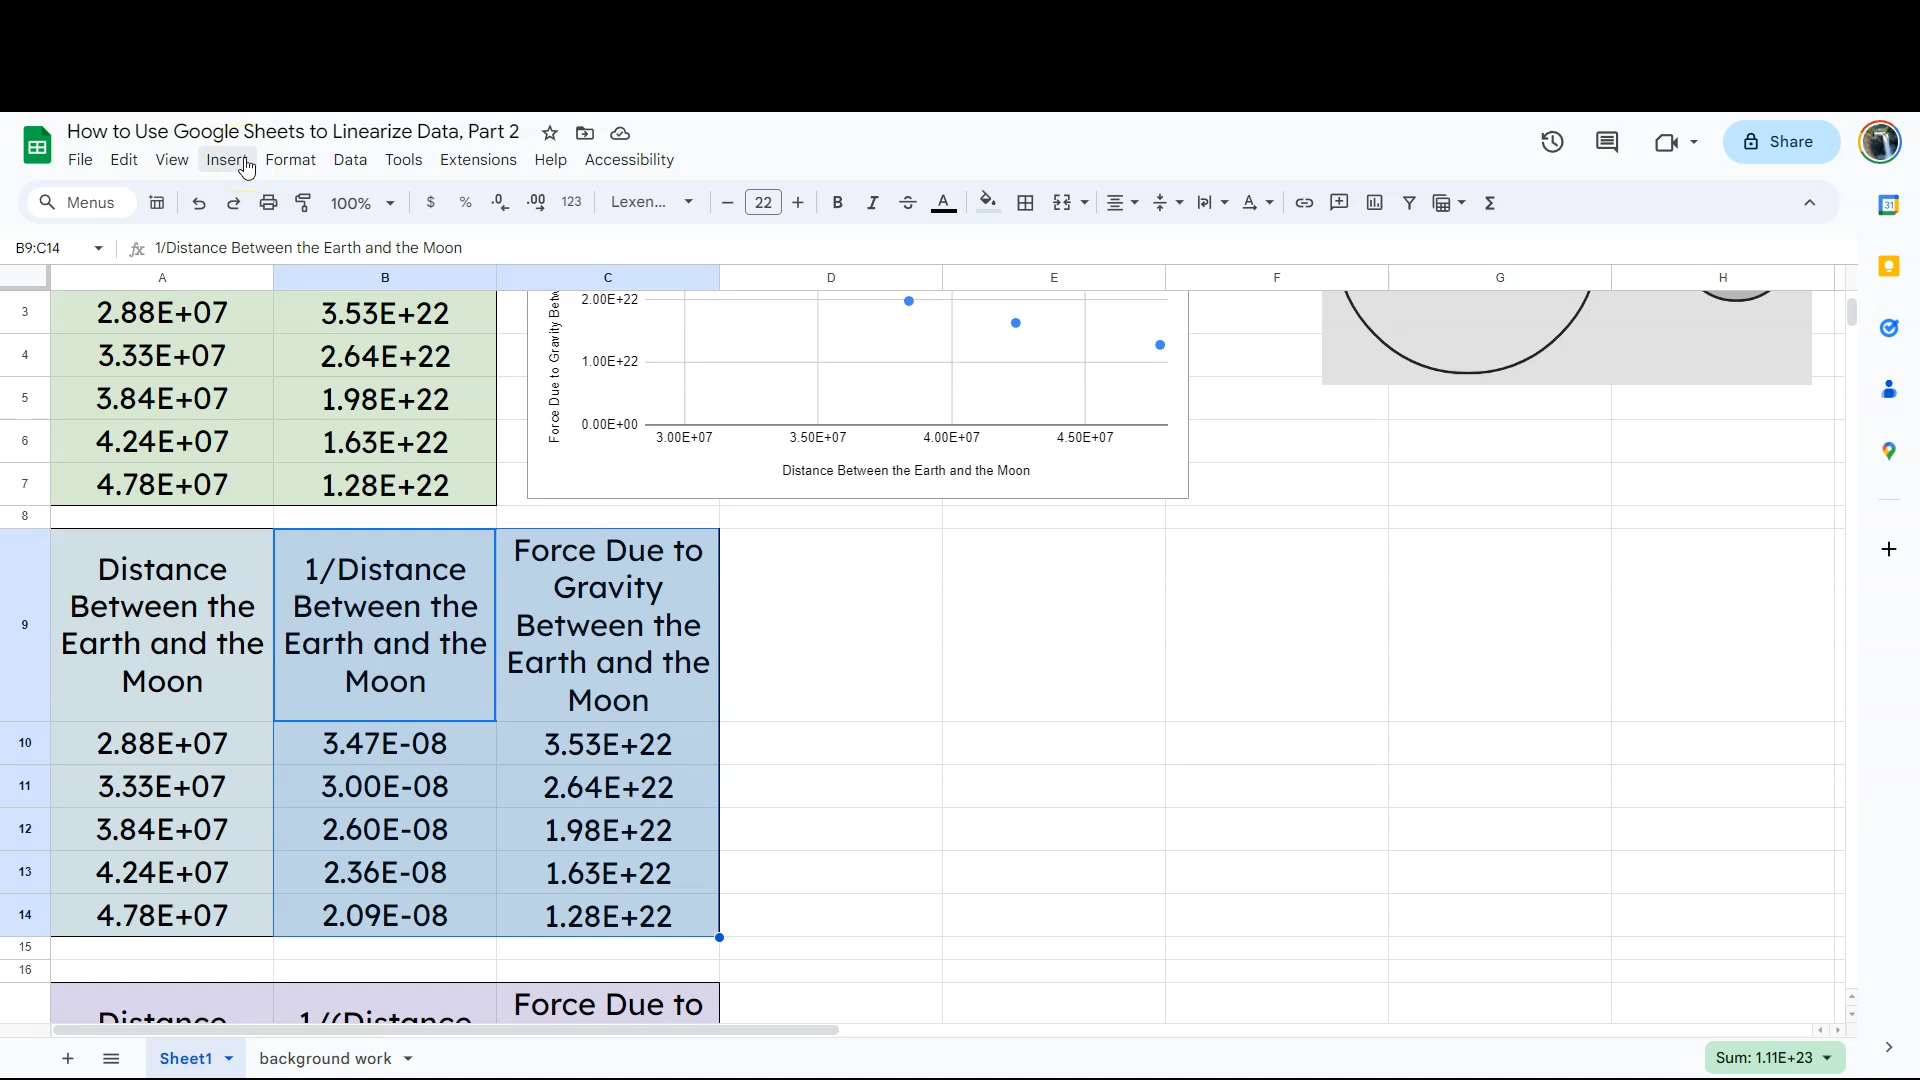 How to Use Google Sheets to Linearize Data, Part 2
File Edit View Insert Format Data Tools Extensions Help Accessibility
Share
Menus 100% $ % .0 .00 123 Lexen... 22 B I S A
31
B9:C14 fx 1/Distance Between the Earth and the Moon
A B C D E F G H
3 2.88E+07 3.53E+22
4 3.33E+07 2.64E+22
5 3.84E+07 1.98E+22
6 4.24E+07 1.63E+22
7 4.78E+07 1.28E+22
8
2.00E+22
1.00E+22
0.00E+00
3.00E+07 3.50E+07 4.00E+07 4.50E+07
Force Due to Gravity Betw
Distance Between the Earth and the Moon
9
Distance
Between the
Earth and the
Moon
1/Distance
Between the
Earth and the
Moon
Force Due to
Gravity
Between the
Earth and the
Moon
10 2.88E+07 3.47E-08 3.53E+22
11 3.33E+07 3.00E-08 2.64E+22
12 3.84E+07 2.60E-08 1.98E+22
13 4.24E+07 2.36E-08 1.63E+22
14 4.78E+07 2.09E-08 1.28E+22
15
16
Distance 1/((Distance Force Due to
Sheet1 background work
Sum: 1.11E+23